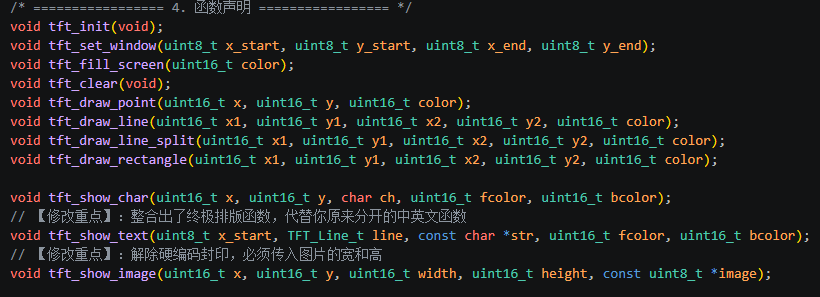 /* ================= 4. 函数声明 ================= */
void tft_init(void);
void tft_set_window(uint8_t x_start, uint8_t y_start, uint8_t x_end, uint8_t y_end);
void tft_fill_screen(uint16_t color);
void tft_clear(void);
void tft_draw_point(uint16_t x, uint16_t y, uint16_t color);
void tft_draw_line(uint16_t x1, uint16_t y1, uint16_t x2, uint16_t y2, uint16_t color);
void tft_draw_line_split(uint16_t x1, uint16_t y1, uint16_t x2, uint16_t y2, uint16_t color);
void tft_draw_rectangle(uint16_t x1, uint16_t y1, uint16_t x2, uint16_t y2, uint16_t color);
void tft_show_char(uint16_t x, uint16_t y, char ch, uint16_t fcolor, uint16_t bcolor);
// 【修改重点】：整合出了终极排版函数，代替你原来分开的中英文函数
void tft_show_text(uint8_t x_start, TFT_Line_t line, const char *str, uint16_t fcolor, uint16_t bcolor);
// 【修改重点】：解除硬编码封印，必须传入图片的宽和高
void tft_show_image(uint16_t x, uint16_t y, uint16_t width, uint16_t height, const uint8_t *image);